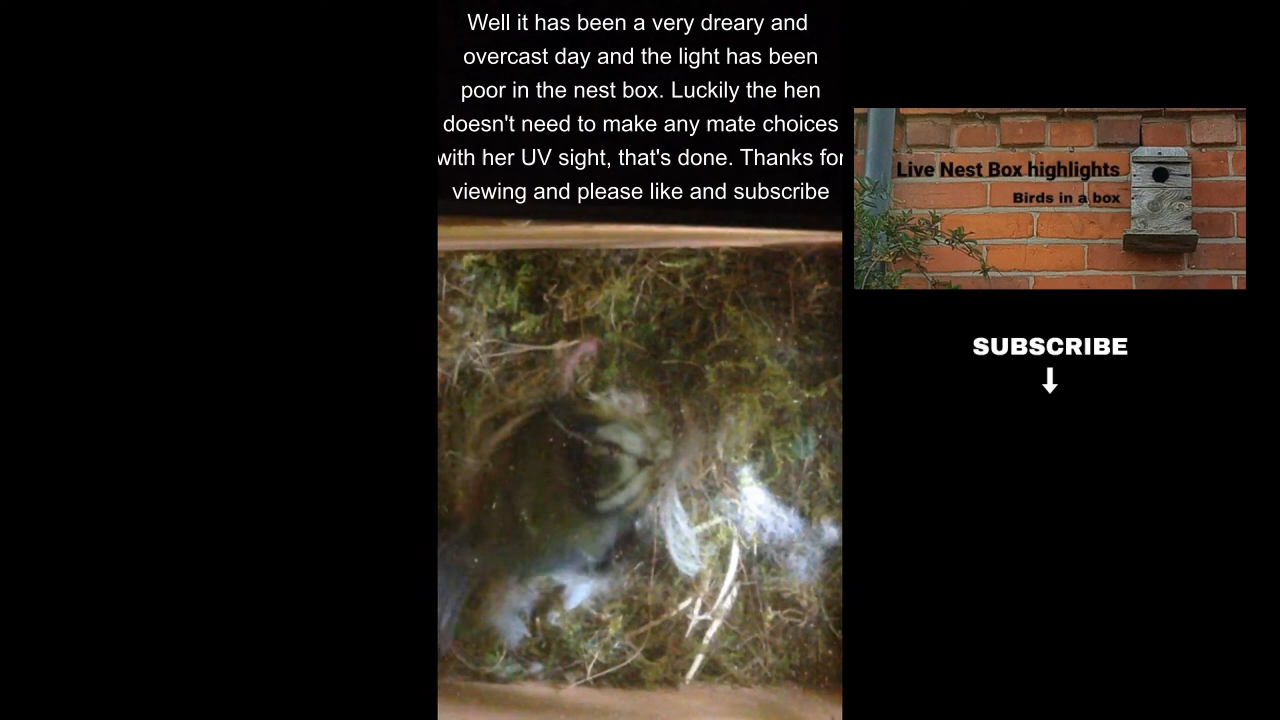 Well it has been a very dreary and
overcast day and the light has been
poor in the nest box. Luckily the hen
doesn't need to make any mate choices
with her UV sight, that's done. Thanks for
viewing and please like and subscribe
Live Nest Box highlights
Birds in a box
SUBSCRIBE